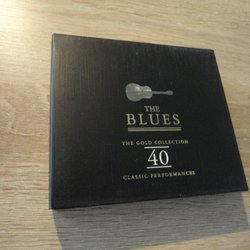 THE
BLUES
THE GOLD COLLECTION
40
CLASSIC PERFORMANCES